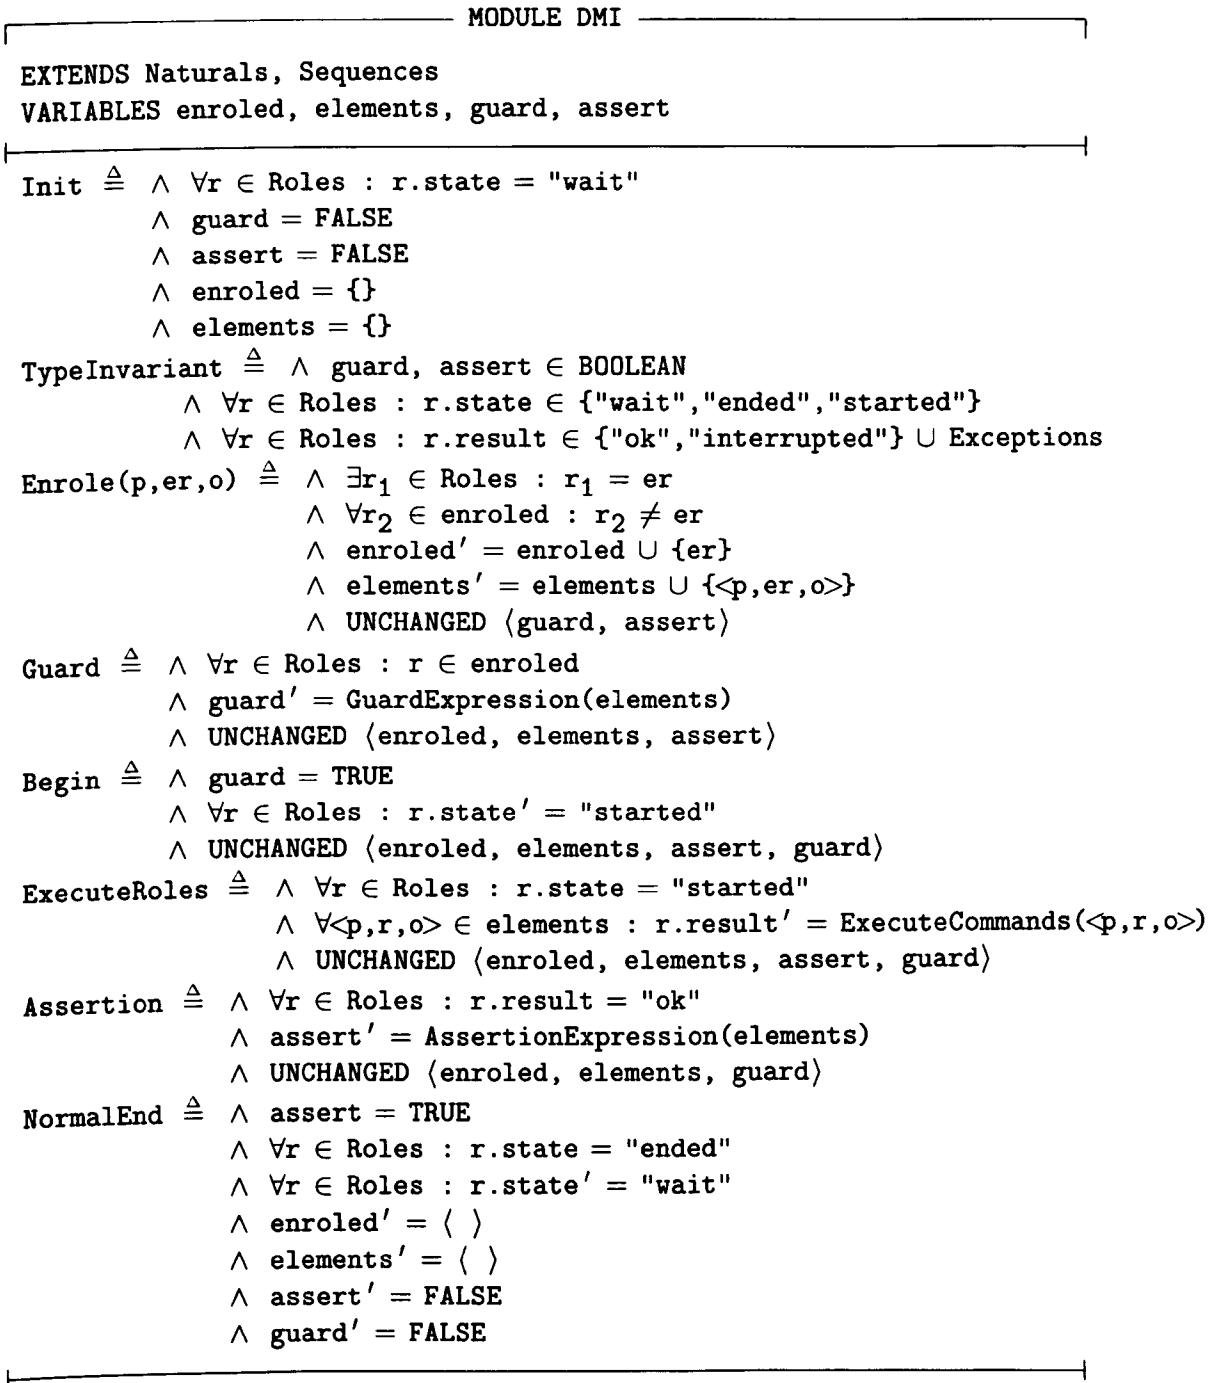 MODULE DMI
EXTENDS Naturals, Sequences
VARIABLES enroled, elements, guard, assert
Init ≜ ∧ ∀r ∈ Roles : r.state = "wait"
∧ guard = FALSE
∧ assert = FALSE
∧ enroled = {}
∧ elements = {}
TypeInvariant ≜ ∧ guard, assert ∈ BOOLEAN
∧ ∀r ∈ Roles : r.state ∈ {"wait","ended","started"}
∧ ∀r ∈ Roles : r.result ∈ {"ok","interrupted"} ∪ Exceptions
Enrole(p,er,o) ≜ ∧ ∃r₁ ∈ Roles : r₁ = er
∧ ∀r₂ ∈ enroled : r₂ ≠ er
∧ enroled′ = enroled ∪ {er}
∧ elements′ = elements ∪ {<p,er,o>}
∧ UNCHANGED ⟨guard, assert⟩
Guard ≜ ∧ ∀r ∈ Roles : r ∈ enroled
∧ guard′ = GuardExpression(elements)
∧ UNCHANGED ⟨enroled, elements, assert⟩
Begin ≜ ∧ guard = TRUE
∧ ∀r ∈ Roles : r.state′ = "started"
∧ UNCHANGED ⟨enroled, elements, assert, guard⟩
ExecuteRoles ≜ ∧ ∀r ∈ Roles : r.state = "started"
∧ ∀<p,r,o> ∈ elements : r.result′ = ExecuteCommands(<p,r,o>)
∧ UNCHANGED ⟨enroled, elements, assert, guard⟩
Assertion ≜ ∧ ∀r ∈ Roles : r.result = "ok"
∧ assert′ = AssertionExpression(elements)
∧ UNCHANGED ⟨enroled, elements, guard⟩
NormalEnd ≜ ∧ assert = TRUE
∧ ∀r ∈ Roles : r.state = "ended"
∧ ∀r ∈ Roles : r.state′ = "wait"
∧ enroled′ = ⟨ ⟩
∧ elements′ = ⟨ ⟩
∧ assert′ = FALSE
∧ guard′ = FALSE